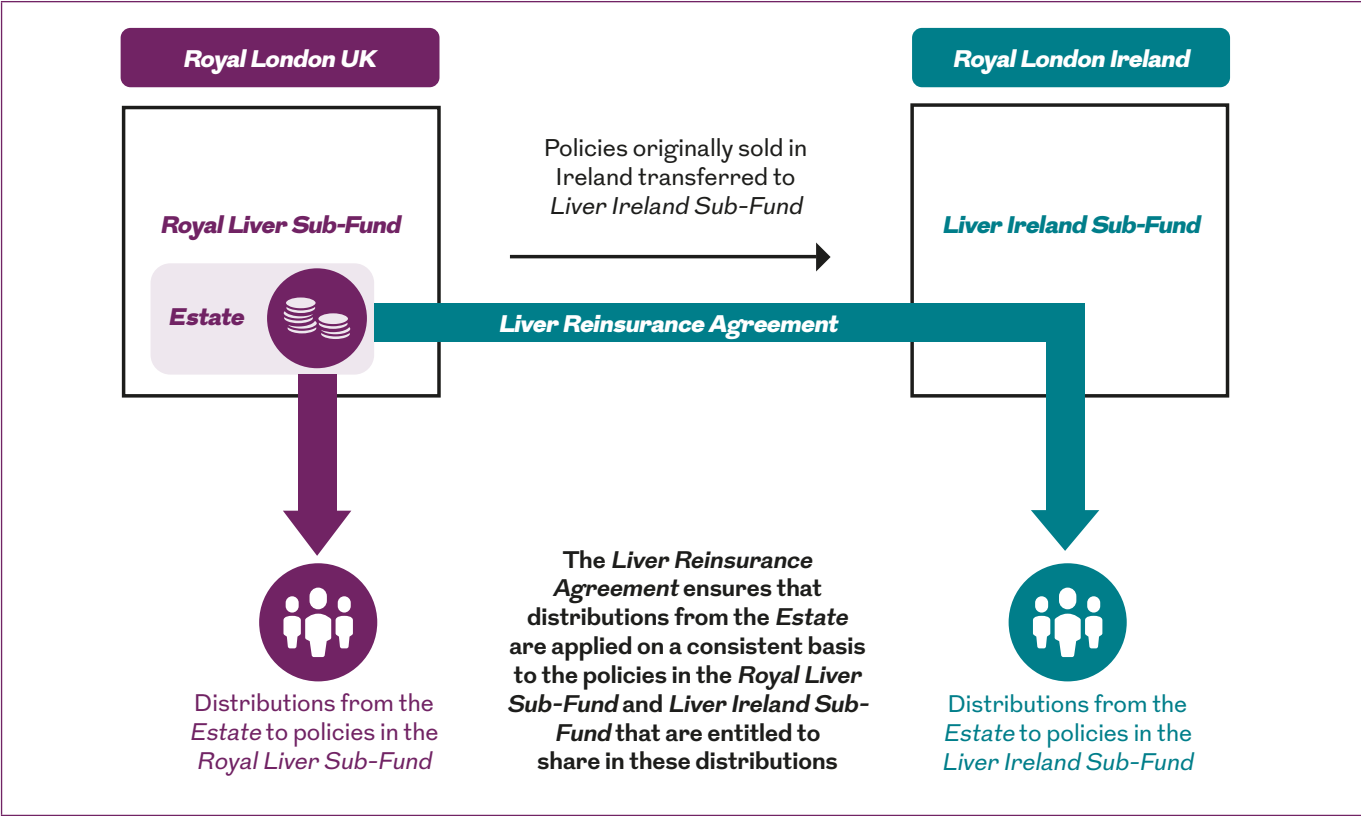 Royal London UK
Royal London Ireland
Policies originally sold in
Ireland transferred to
Liver Ireland Sub-Fund
Royal Liver Sub-Fund
Liver Ireland Sub-Fund
Estate
Liver Reinsurance Agreement
The Liver Reinsurance
Agreement ensures that
distributions from the Estate
are applied on a consistent basis
to the policies in the Royal Liver
Sub-Fund and Liver Ireland Sub-
Fund that are entitled to
share in these distributions
Distributions from the
Estate to policies in the
Royal Liver Sub-Fund
Distributions from the
Estate to policies in the
Liver Ireland Sub-Fund